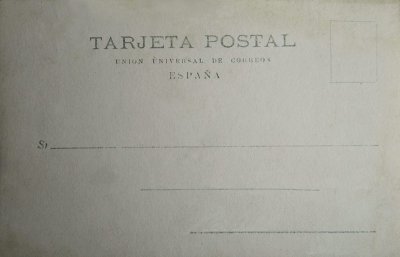 TARJETA POSTAL
UNION UNIVERSAL DE CORREOS
ESPAÑA
Sr